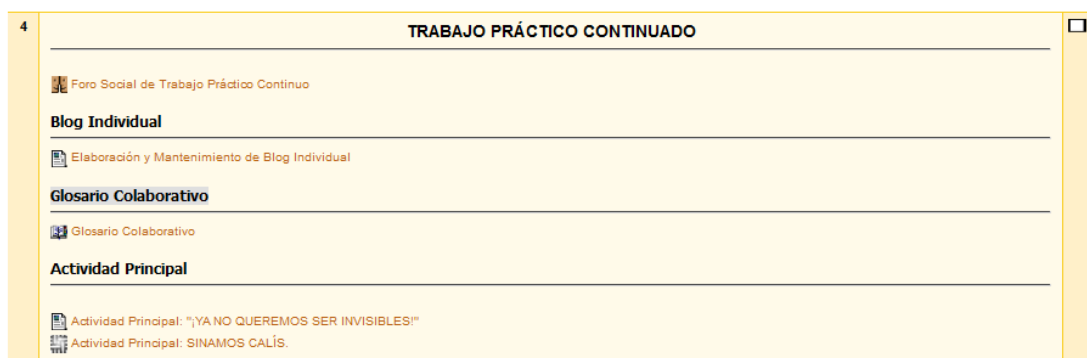 4
TRABAJO PRÁCTICO CONTINUADO
Foro Social de Trabajo Práctico Continuo
Blog Individual
Elaboración y Mantenimiento de Blog Individual
Glosario Colaborativo
Glosario Colaborativo
Actividad Principal
Actividad Principal: "¡YA NO QUEREMOS SER INVISIBLES!"
Actividad Principal: SINAMOS CALÍS.